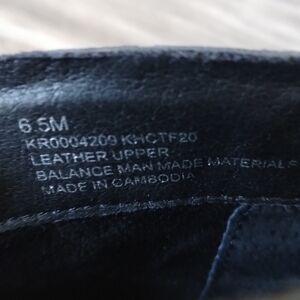 6.5M
KR0004209 KHCTF20
LEATHER UPPER
BALANCE MAN MADE MATERIALS
MADE IN CAMBODIA